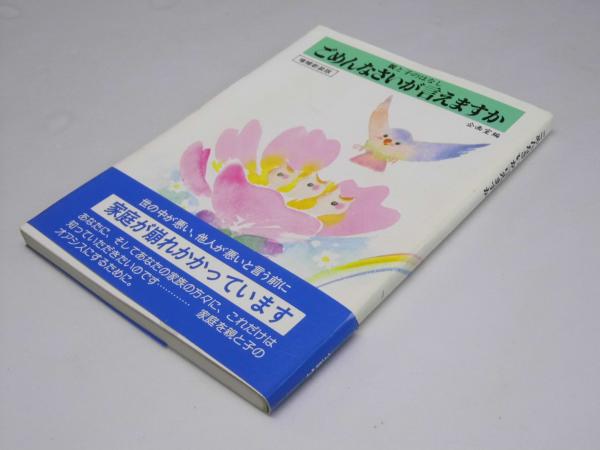 親と子のはなし
ごめんなさいが言えますか
増補新装版
企画室編
世の中が悪い、他人が悪いと言う前に
家庭が崩れかかっています
あなたに、そしてあなたの家族の方々に、これだけは
知っていただきたいのです…………家庭を親と子の
オアシスにするために。